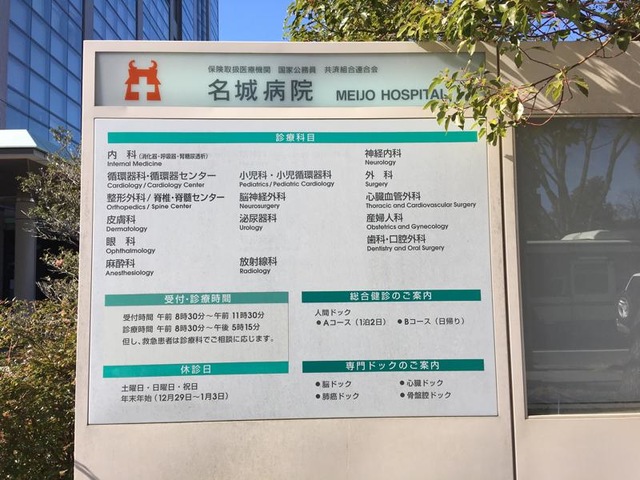 保険取扱医療機関 国家公務員 共済組合連合会
名城病院 MEIJO HOSPITAL
診療科目
内 科 (消化器・呼吸器・腎糖尿透析)
Internal Medicine
神経内科
Neurology
循環器科・循環器センター
Cardiology / Cardiology Center
小児科・小児循環器科
Pediatrics / Pediatric Cardiology
外 科
Surgery
整形外科 / 脊椎・脊髄センター
Orthopedics / Spine Center
脳神経外科
Neurosurgery
心臓血管外科
Thoracic and Cardiovascular Surgery
皮膚科
Dermatology
泌尿器科
Urology
産婦人科
Obstetrics and Gynecology
眼 科
Ophthalmology
歯科・口腔外科
Dentistry and Oral Surgery
麻酔科
Anesthesiology
放射線科
Radiology
受付・診療時間
受付時間 午前 8時30分～午前 11時30分
診療時間 午前 8時30分～午後 5時15分
但し、救急患者は診療科でご相談に応じます。
総合健診のご案内
人間ドック
●Aコース（1泊2日） ●Bコース（日帰り）
休診日
土曜日・日曜日・祝日
年末年始（12月29日～1月3日）
専門ドックのご案内
●脳ドック ●心臓ドック
●肺癌ドック ●骨盤腔ドック